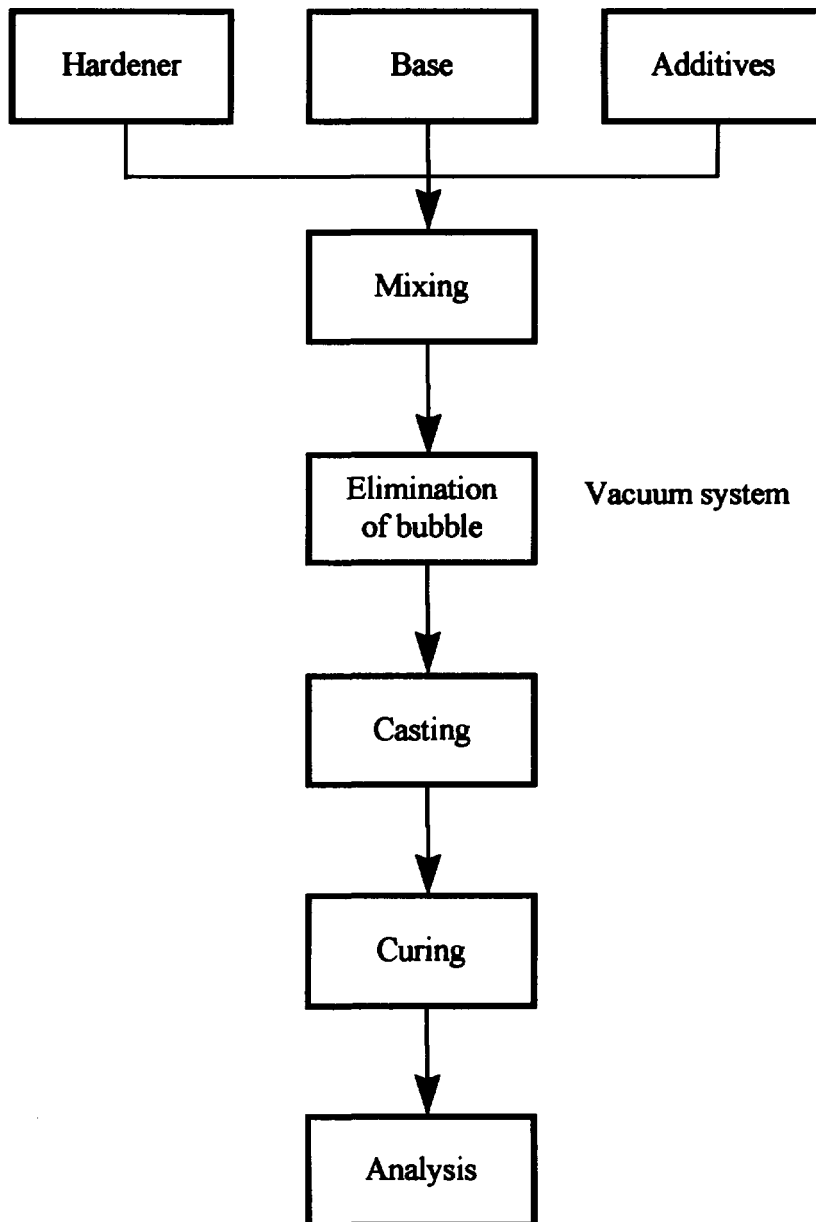 Hardener
Base
Additives
Mixing
Elimination
of bubble
Vacuum system
Casting
Curing
Analysis